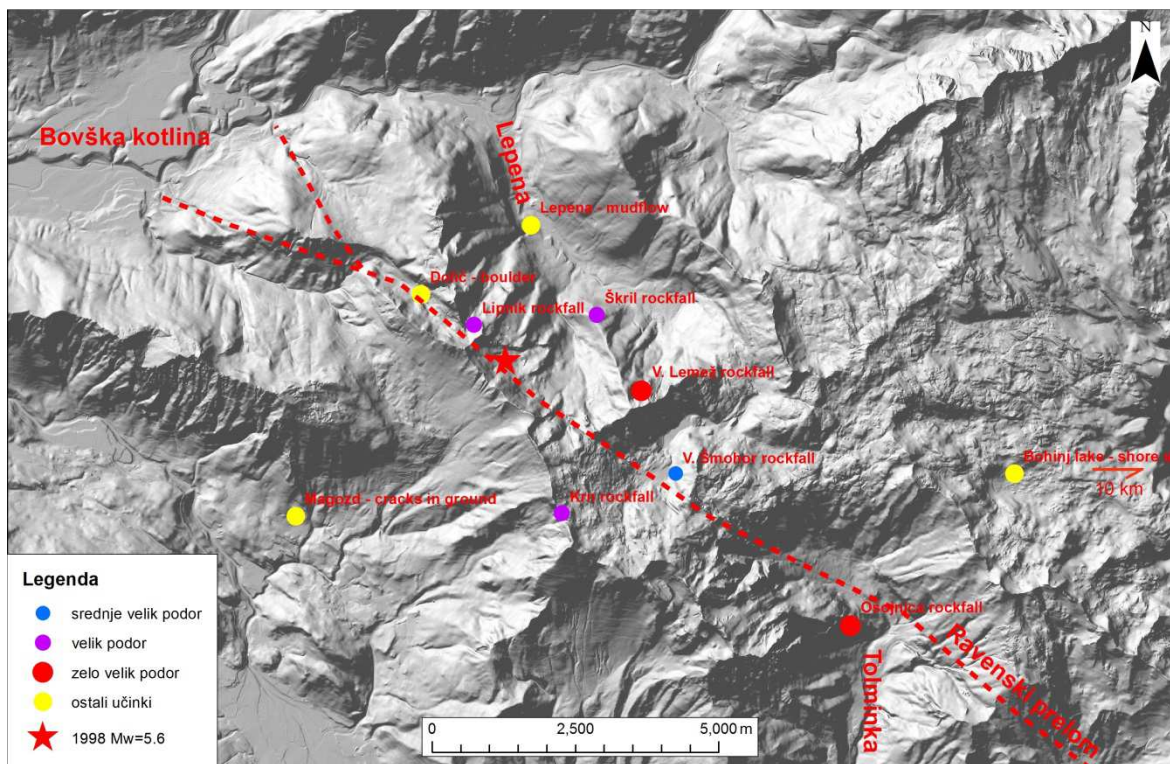 N
Bovška kotlina
Lepena
Lepena - mudflow
Dolič - boulder
Lipnik rockfall
Škril rockfall
V. Lemež rockfall
V. Šmohor rockfall
Bohinj lake - shore
10 km
Magozd - cracks in ground
Krn rockfall
Osojnica rockfall
Ravenski prelom
Tolminka
Legenda
srednje velik podor
velik podor
zelo velik podor
ostali učinki
1998 Mw=5.6
0 2,500 5,000 m